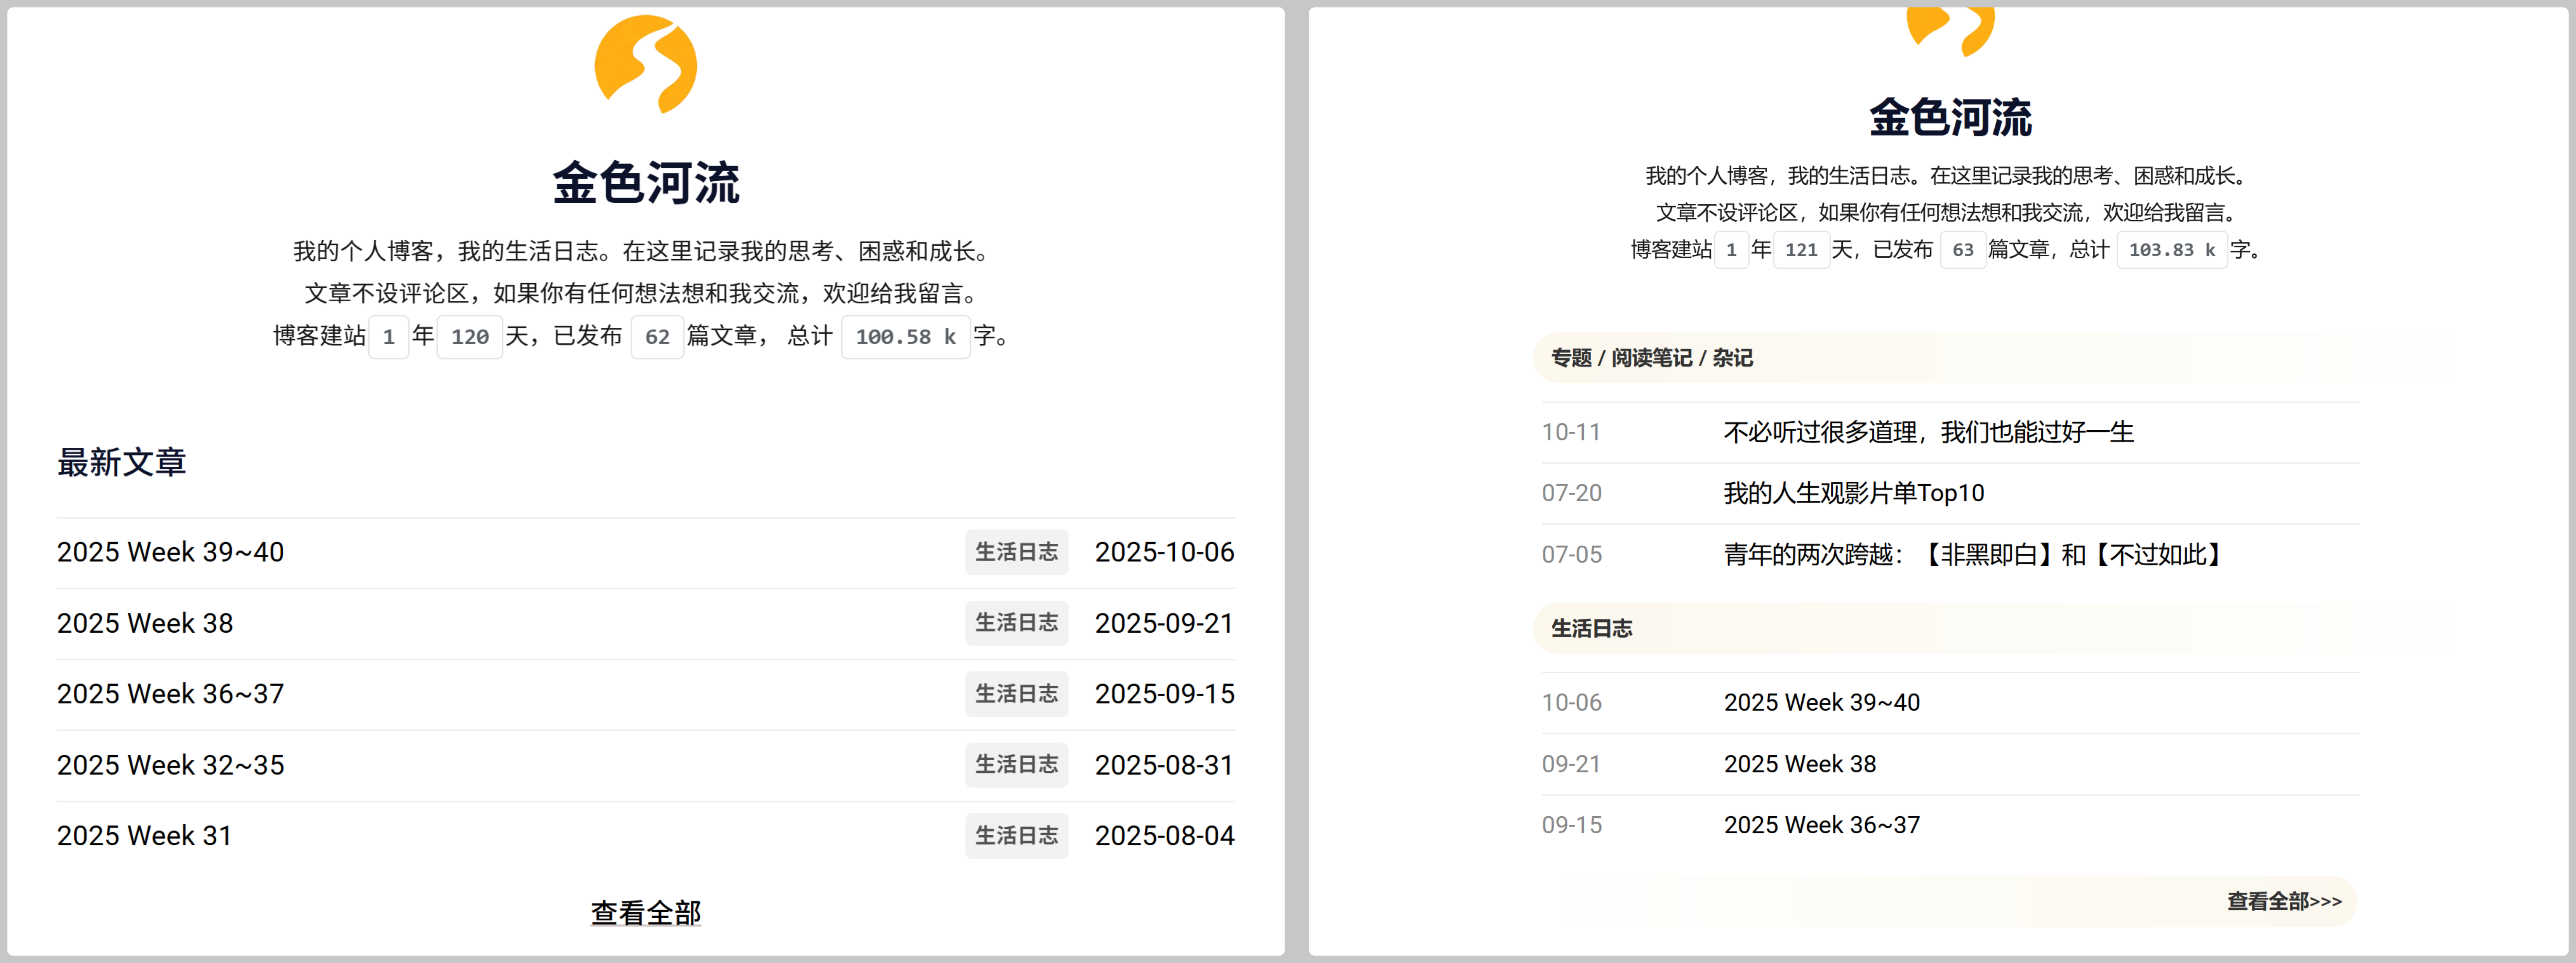 金色河流
我的个人博客，我的生活日志。在这里记录我的思考、困惑和成长。
文章不设评论区，如果你有任何想法想和我交流，欢迎给我留言。
博客建站 1 年 120 天，已发布 62 篇文章， 总计 100.58 k 字。
最新文章
2025 Week 39~40 生活日志 2025-10-06
2025 Week 38 生活日志 2025-09-21
2025 Week 36~37 生活日志 2025-09-15
2025 Week 32~35 生活日志 2025-08-31
2025 Week 31 生活日志 2025-08-04
查看全部
金色河流
我的个人博客，我的生活日志。在这里记录我的思考、困惑和成长。
文章不设评论区，如果你有任何想法想和我交流，欢迎给我留言。
博客建站 1 年 121 天，已发布 63 篇文章，总计 103.83 k 字。
专题 / 阅读笔记 / 杂记
10-11 不必听过很多道理，我们也能过好一生
07-20 我的人生观影片单Top10
07-05 青年的两次跨越：【非黑即白】和【不过如此】
生活日志
10-06 2025 Week 39~40
09-21 2025 Week 38
09-15 2025 Week 36~37
查看全部>>>